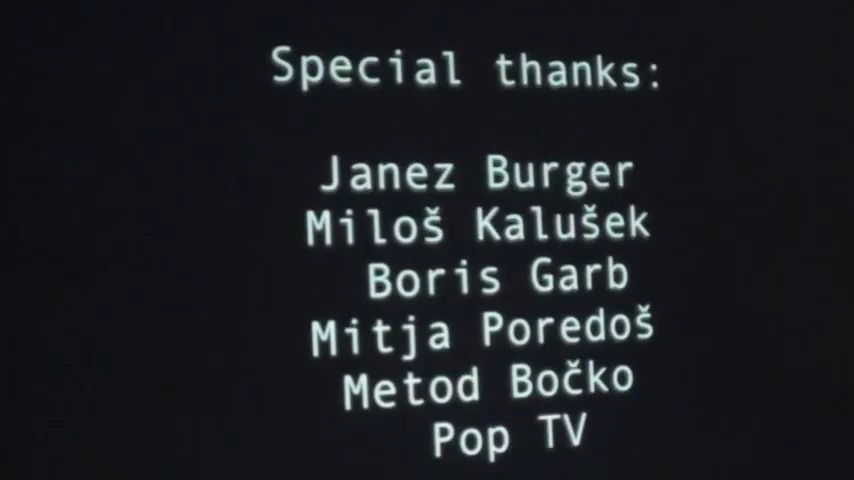 Special thanks:
Janez Burger
Miloš Kalušek
Boris Garb
Mitja Poredoš
Metod Bočko
Pop TV